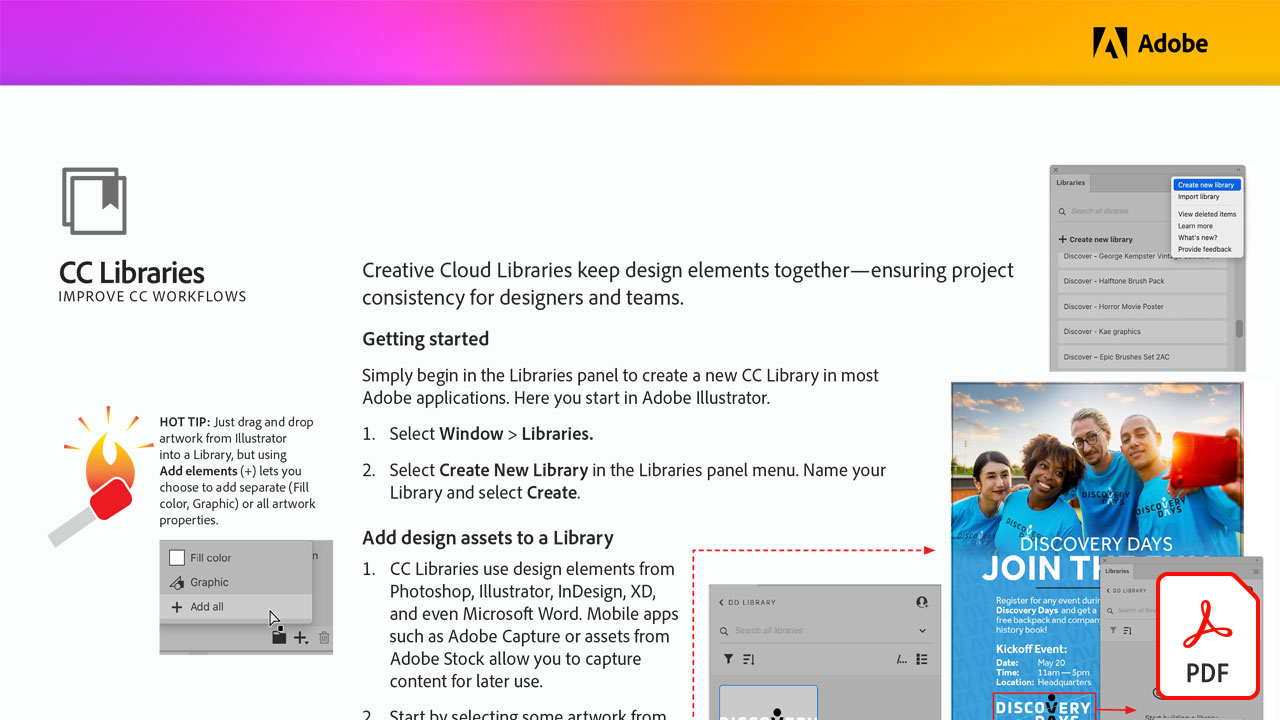 Adobe
CC Libraries
IMPROVE CC WORKFLOWS
HOT TIP: Just drag and drop
artwork from Illustrator
into a Library, but using
Add elements (+) lets you
choose to add separate (Fill
color, Graphic) or all artwork
properties.
Fill color
Graphic
Add all
Creative Cloud Libraries keep design elements together—ensuring project
consistency for designers and teams.
Getting started
Simply begin in the Libraries panel to create a new CC Library in most
Adobe applications. Here you start in Adobe Illustrator.
1. Select Window > Libraries.
2. Select Create New Library in the Libraries panel menu. Name your
Library and select Create.
Add design assets to a Library
1. CC Libraries use design elements from
Photoshop, Illustrator, InDesign, XD,
and even Microsoft Word. Mobile apps
such as Adobe Capture or assets from
Adobe Stock allow you to capture
content for later use.
2. Start by selecting some artwork from
DD LIBRARY
Search all libraries
Libraries
Create new library
Import library
View deleted items
Learn more
What's new?
Provide feedback
Search all libraries
+ Create new library
Discover - George Kempster
Discover - Halftone Brush Pack
Discover - Horror Movie Poster
Discover - Kae graphics
Discover – Epic Brushes Set 2AC
DISCOVERY
DAYS
DISCOVERY DAYS
JOIN
Register for any event
Discovery Days and get a
free backpack and
history book!
Kickoff Event:
Date: May 20
Time: 11am—5pm
Location: Headquarters
DISCOVERY
DAYS
Libraries
DD LIBRARY
Search all
PDF